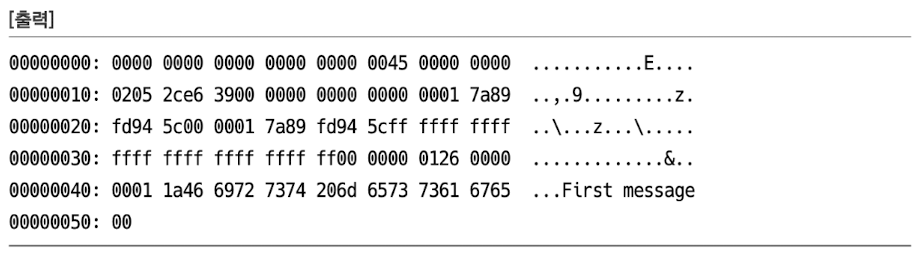 [출력]
00000000: 0000 0000 0000 0000 0000 0045 0000 0000  ...........E....
00000010: 0205 2ce6 3900 0000 0000 0000 0001 7a89  ..,.9.........z.
00000020: fd94 5c00 0001 7a89 fd94 5cff ffff ffff  ..\...z...\.....
00000030: ffff ffff ffff ffff ff00 0000 0126 0000  .............&..
00000040: 0001 1a46 6972 7374 206d 6573 7361 6765  ...First message
00000050: 00